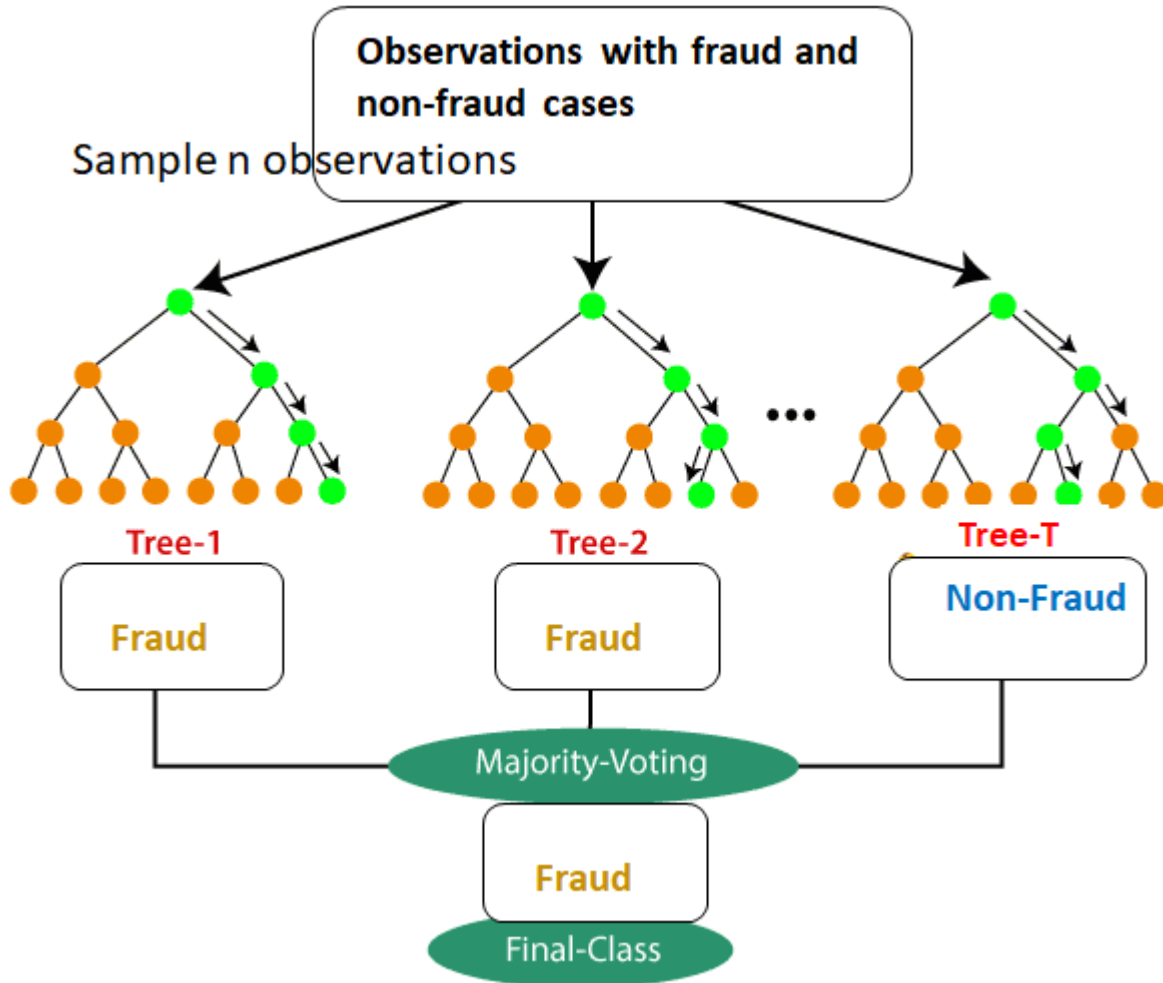 Observations with fraud and
non-fraud cases
Sample n observations
Tree-1
Tree-2
Tree-T
Fraud
Fraud
Non-Fraud
Majority-Voting
Fraud
Final-Class